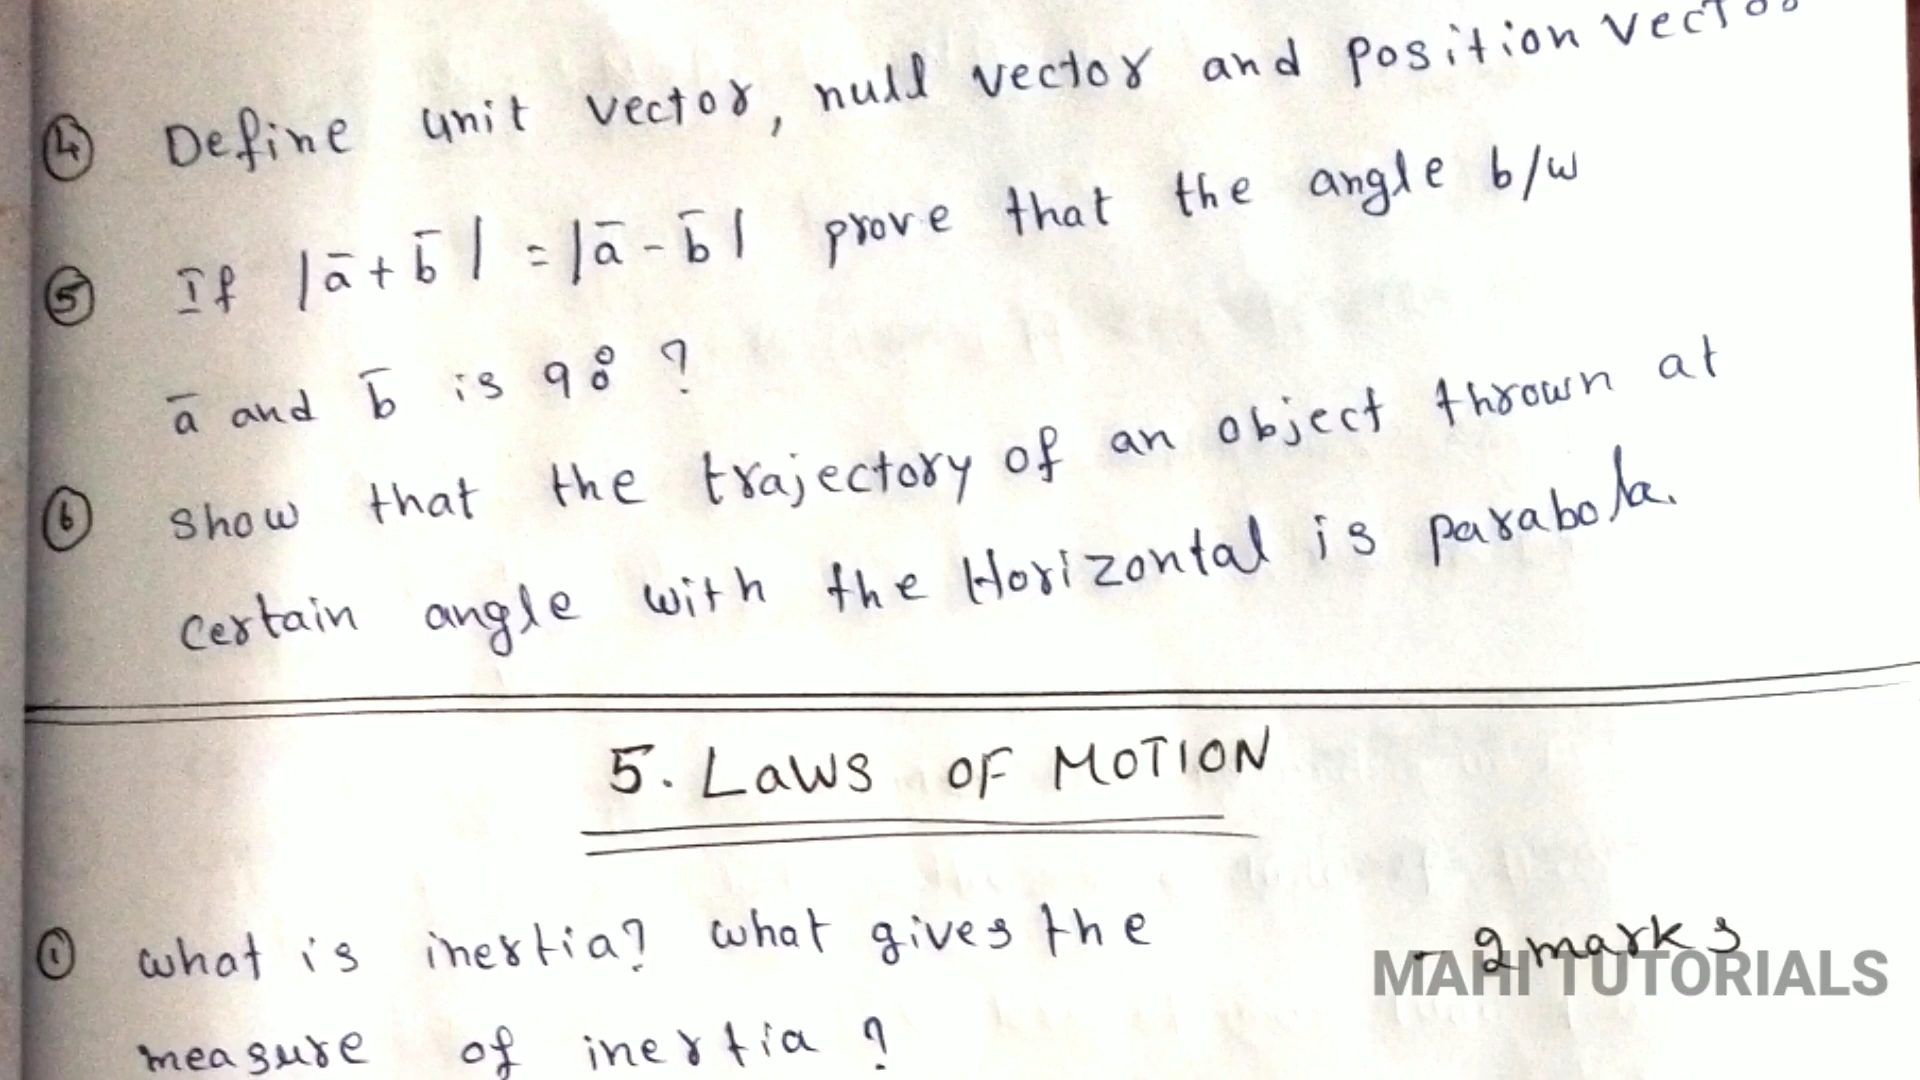 ④ Define unit vector, null vector and position vector
⑤ If |a̅ + b̅| = |a̅ - b̅| prove that the angle b/w
a̅ and b̅ is 90° ?
⑥ show that the trajectory of an object thrown at
certain angle with the Horizontal is parabola.
5. LAWS OF MOTION
① what is inertia? what gives the - 2 marks
measure of inertia ?
MAHI TUTORIALS